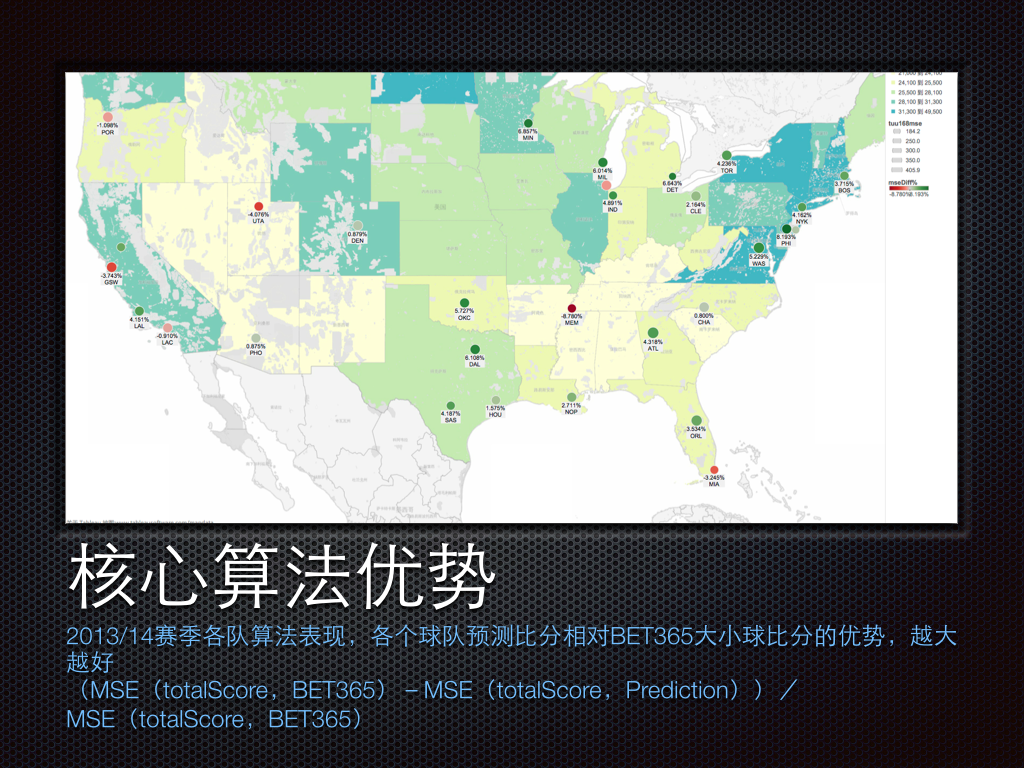 24,100 到 25,500
25,500 到 28,100
28,100 到 31,300
31,300 到 49,500
tuu168mse
184.2
250.0
300.0
350.0
405.9
mseDiff%
-8.780% 8.193%
-1.098%
POR
6.857%
MIN
6.014%
MIL
4.891%
IND
6.643%
DET
4.236%
TOR
2.164%
CLE
3.715%
BOS
4.162%
NYK
8.193%
PHI
5.229%
WAS
-4.076%
UTA
0.879%
DEN
-3.743%
GSW
4.151%
LAL
-0.910%
LAC
0.875%
PHO
5.727%
OKC
-8.780%
MEM
0.800%
CHA
4.318%
ATL
6.108%
DAL
4.187%
SAS
1.575%
HOU
2.711%
NOP
3.534%
ORL
-3.245%
MIA
核心算法优势
2013/14赛季各队算法表现，各个球队预测比分相对BET365大小球比分的优势，越大
越好
（MSE（totalScore，BET365） – MSE（totalScore，Prediction））／
MSE（totalScore，BET365）